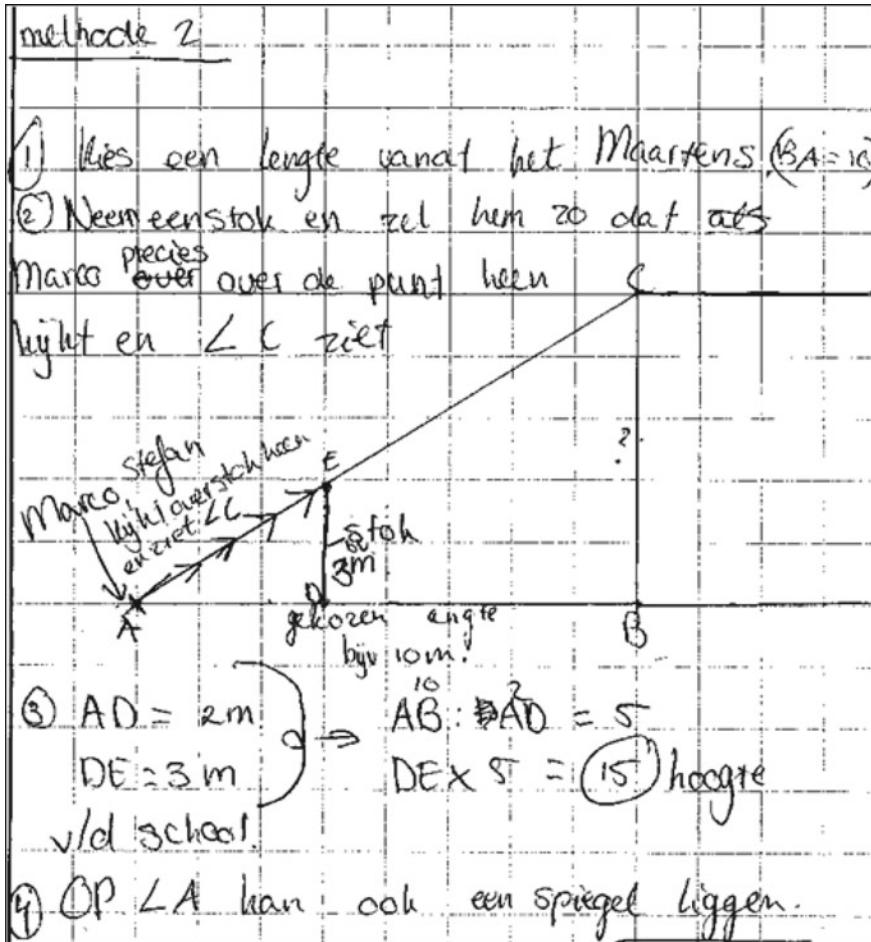 methode 2
① Kies een lengte vanaf het Maartens. (BA = 10)
② Neem een stok en zet hem zo dat als
Marco precies over over de punt heen
kijkt en ∠ C ziet
C
?
E
Marco Stefan
kijkt over stok heen
en ziet ∠C
stok
3m
A
D
B
gekozen lengte
bijv 10m.
③ AD = 2m
DE = 3m
⇒ AB : AD = 5
10 2
DE x 5 = 15 hoogte
v/d school.
④ OP ∠A kan ook een spiegel liggen.